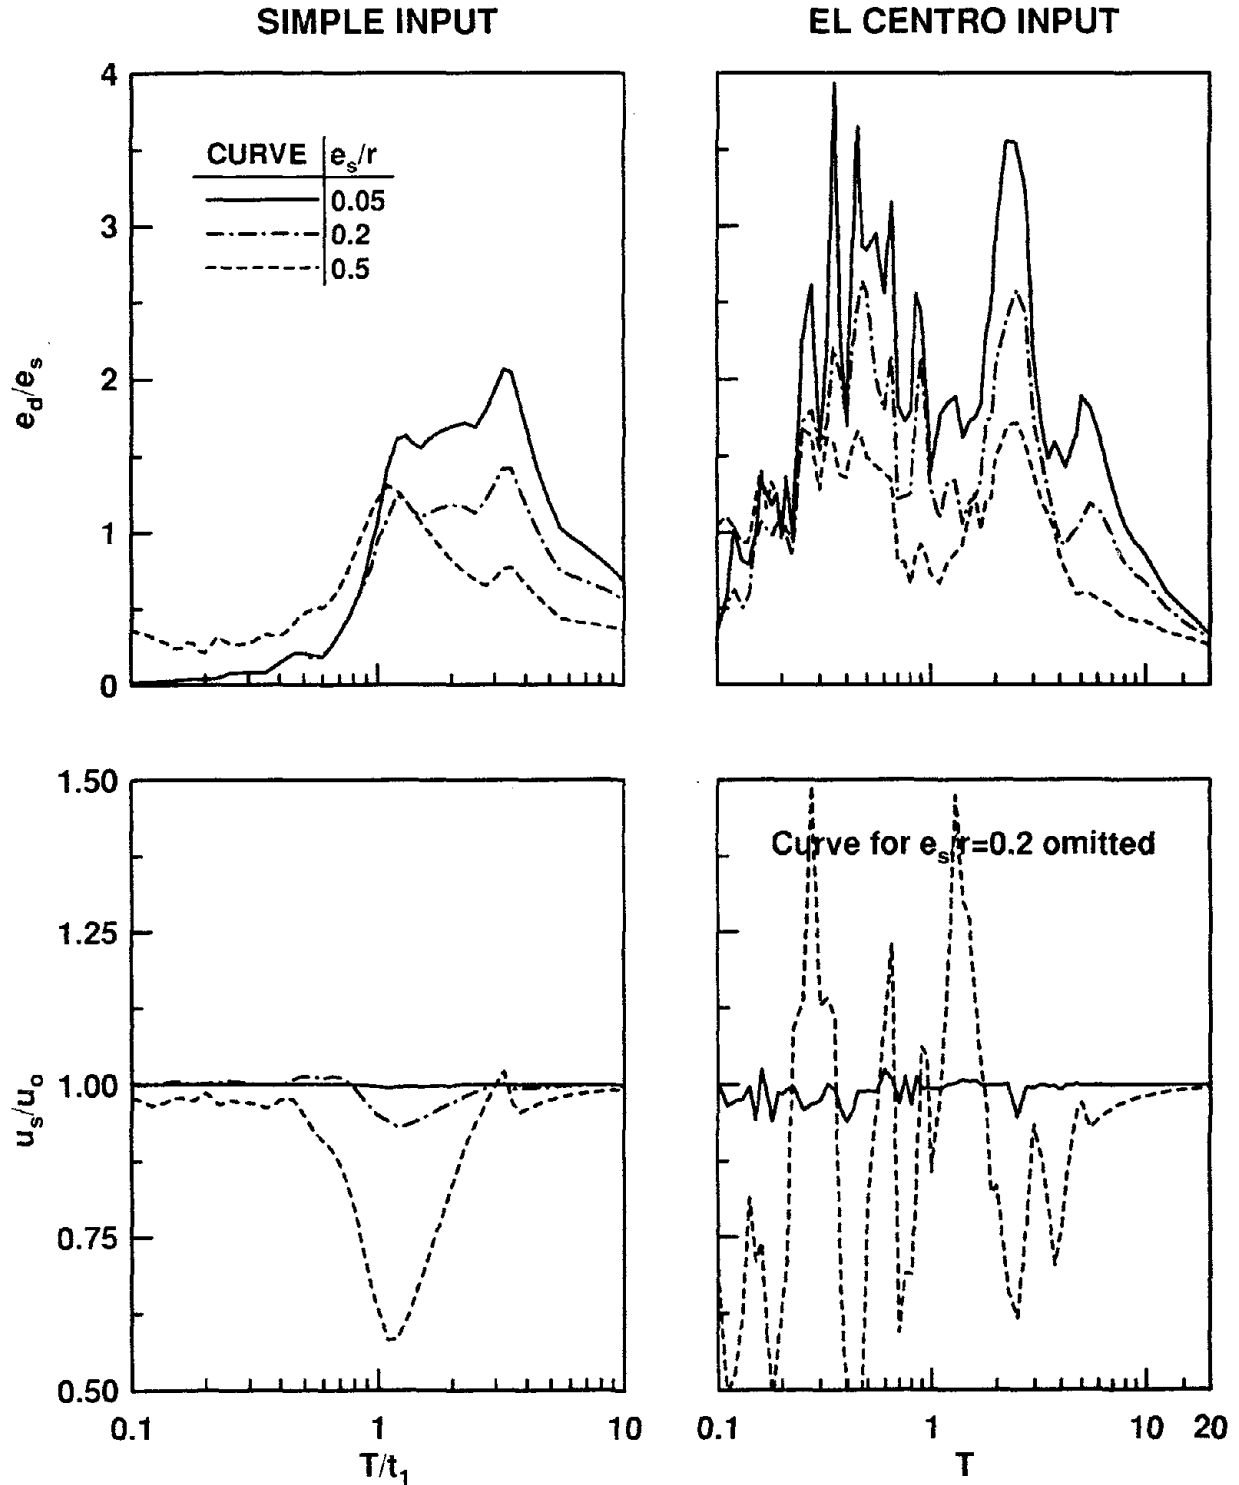 SIMPLE INPUT
EL CENTRO INPUT
e_d/e_s
4
3
2
1
0
CURVE e_s/r
0.05
0.2
0.5
u_s/u_o
1.50
1.25
1.00
0.75
0.50
0.1 1 10
T/t_1
Curve for e_s r=0.2 omitted
0.1 1 10 20
T